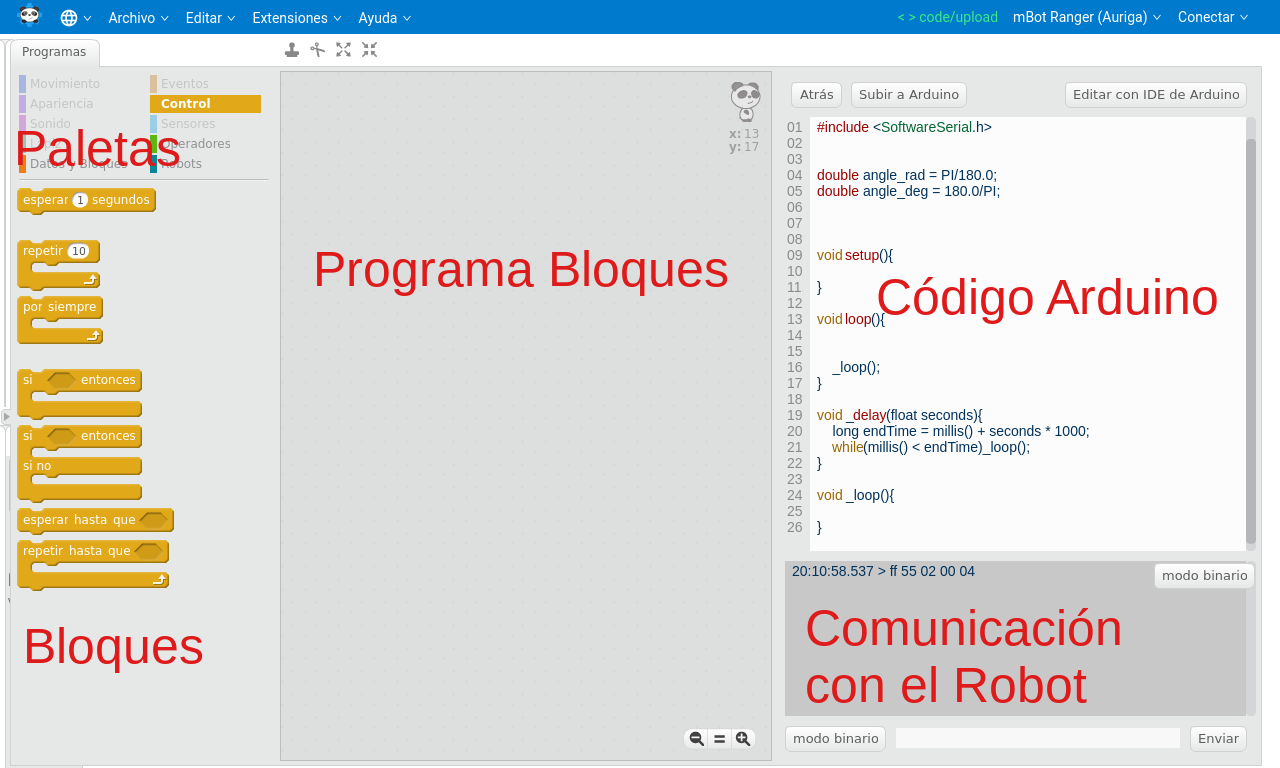 Archivo Editar Extensiones Ayuda < > code/upload mBot Ranger (Auriga) Conectar
Programas
Movimiento Eventos
Apariencia Control
Sonido Sensores
Operadores
Datos y Bloques Robots
Paletas
esperar 1 segundos
repetir 10
por siempre
si entonces
si entonces
si no
esperar hasta que
repetir hasta que
Bloques
x: 13
y: 17
Programa Bloques
Atrás Subir a Arduino Editar con IDE de Arduino
01 #include <SoftwareSerial.h>
02
03
04 double angle_rad = PI/180.0;
05 double angle_deg = 180.0/PI;
06
07
08
09 void setup(){
10
11 }
12
13 void loop(){
14
15
16 _loop();
17 }
18
19 void _delay(float seconds){
20 long endTime = millis() + seconds * 1000;
21 while(millis() < endTime)_loop();
22 }
23
24 void _loop(){
25
26 }
Código Arduino
20:10:58.537 > ff 55 02 00 04
modo binario
Comunicación
con el Robot
modo binario Enviar